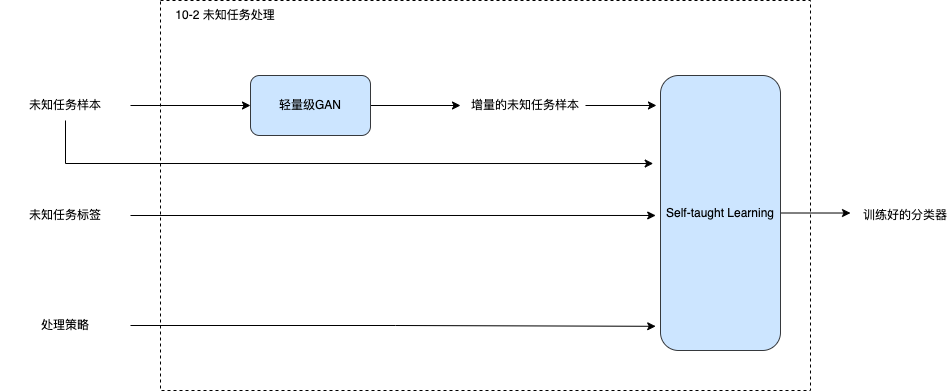 10-2 未知任务处理
未知任务样本
轻量级GAN
增量的未知任务样本
未知任务标签
Self-taught Learning
训练好的分类器
处理策略